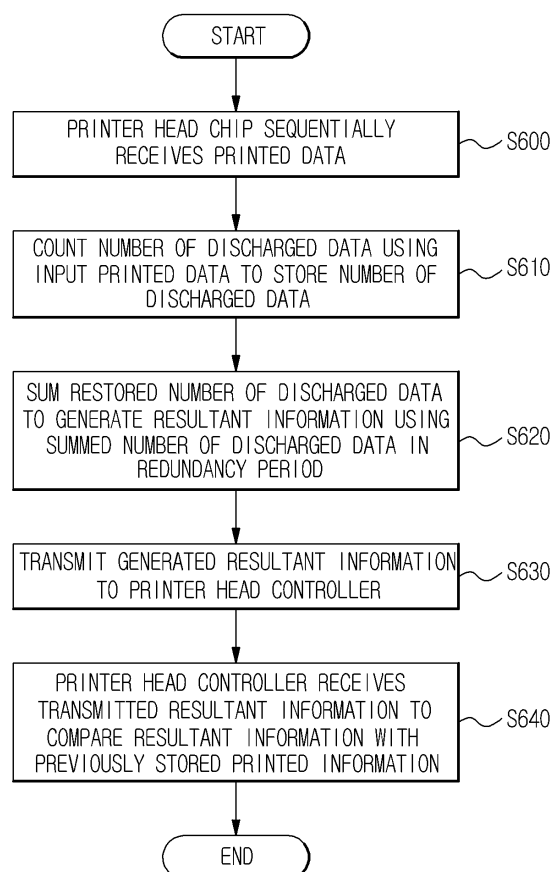 START
PRINTER HEAD CHIP SEQUENTIALLY
RECEIVES PRINTED DATA
S600
COUNT NUMBER OF DISCHARGED DATA USING
INPUT PRINTED DATA TO STORE NUMBER OF
DISCHARGED DATA
S610
SUM RESTORED NUMBER OF DISCHARGED DATA
TO GENERATE RESULTANT INFORMATION USING
SUMMED NUMBER OF DISCHARGED DATA IN
REDUNDANCY PERIOD
S620
TRANSMIT GENERATED RESULTANT INFORMATION
TO PRINTER HEAD CONTROLLER
S630
PRINTER HEAD CONTROLLER RECEIVES
TRANSMITTED RESULTANT INFORMATION TO
COMPARE RESULTANT INFORMATION WITH
PREVIOUSLY STORED PRINTED INFORMATION
S640
END